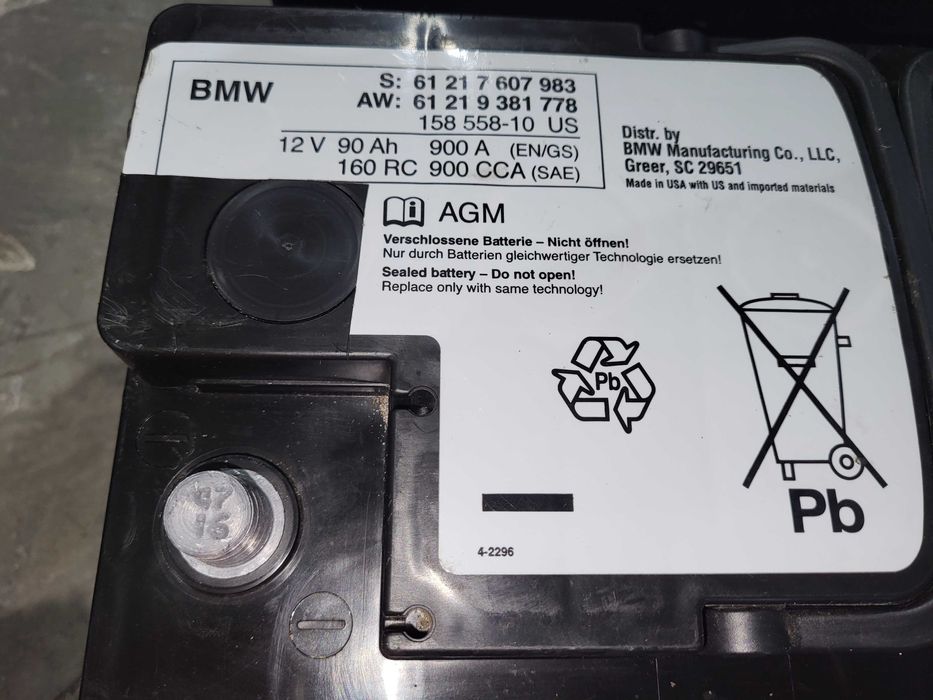 BMW
S: 61 21 7 607 983
AW: 61 21 9 381 778
158 558-10 US
12 V 90 Ah 900 A (EN/GS)
160 RC 900 CCA (SAE)
Distr. by
BMW Manufacturing Co., LLC,
Greer, SC 29651
Made in USA with US and imported materials
AGM
Verschlossene Batterie – Nicht öffnen!
Nur durch Batterien gleichwertiger Technologie ersetzen!
Sealed battery – Do not open!
Replace only with same technology!
Pb
Pb
4-2296
07
16